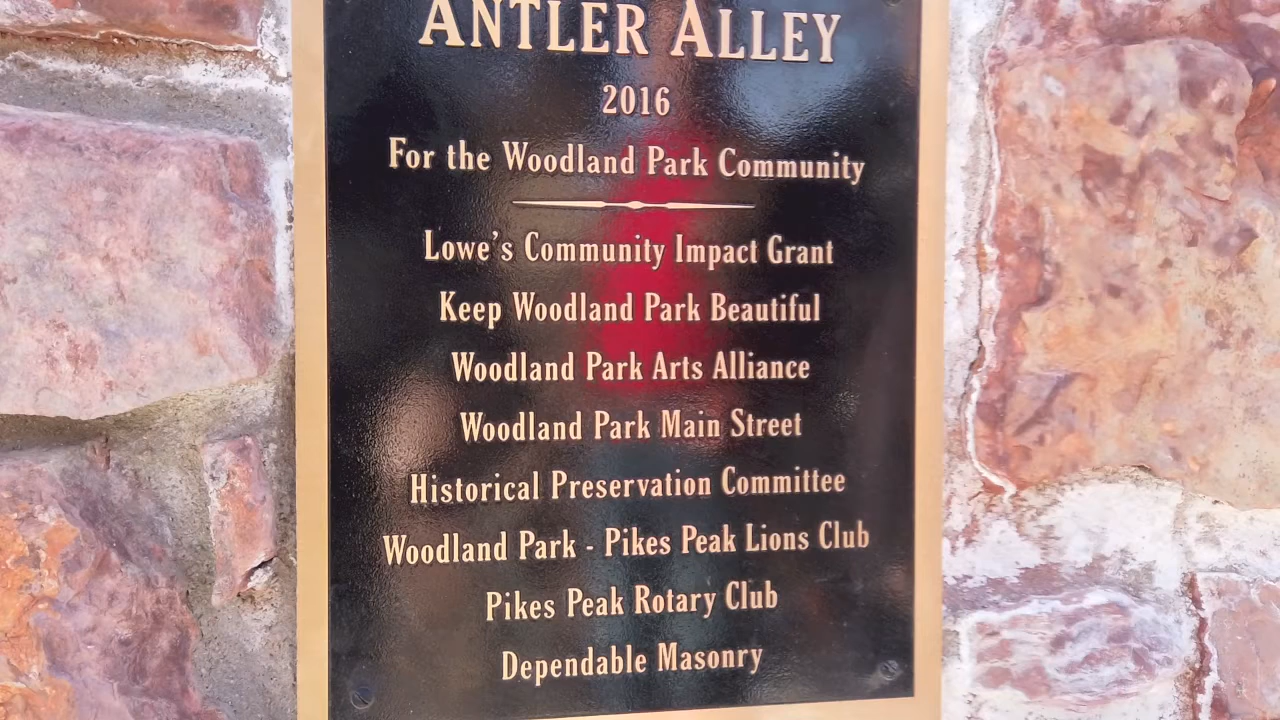 ANTLER ALLEY
2016
For the Woodland Park Community
Lowe's Community Impact Grant
Keep Woodland Park Beautiful
Woodland Park Arts Alliance
Woodland Park Main Street
Historical Preservation Committee
Woodland Park - Pikes Peak Lions Club
Pikes Peak Rotary Club
Dependable Masonry